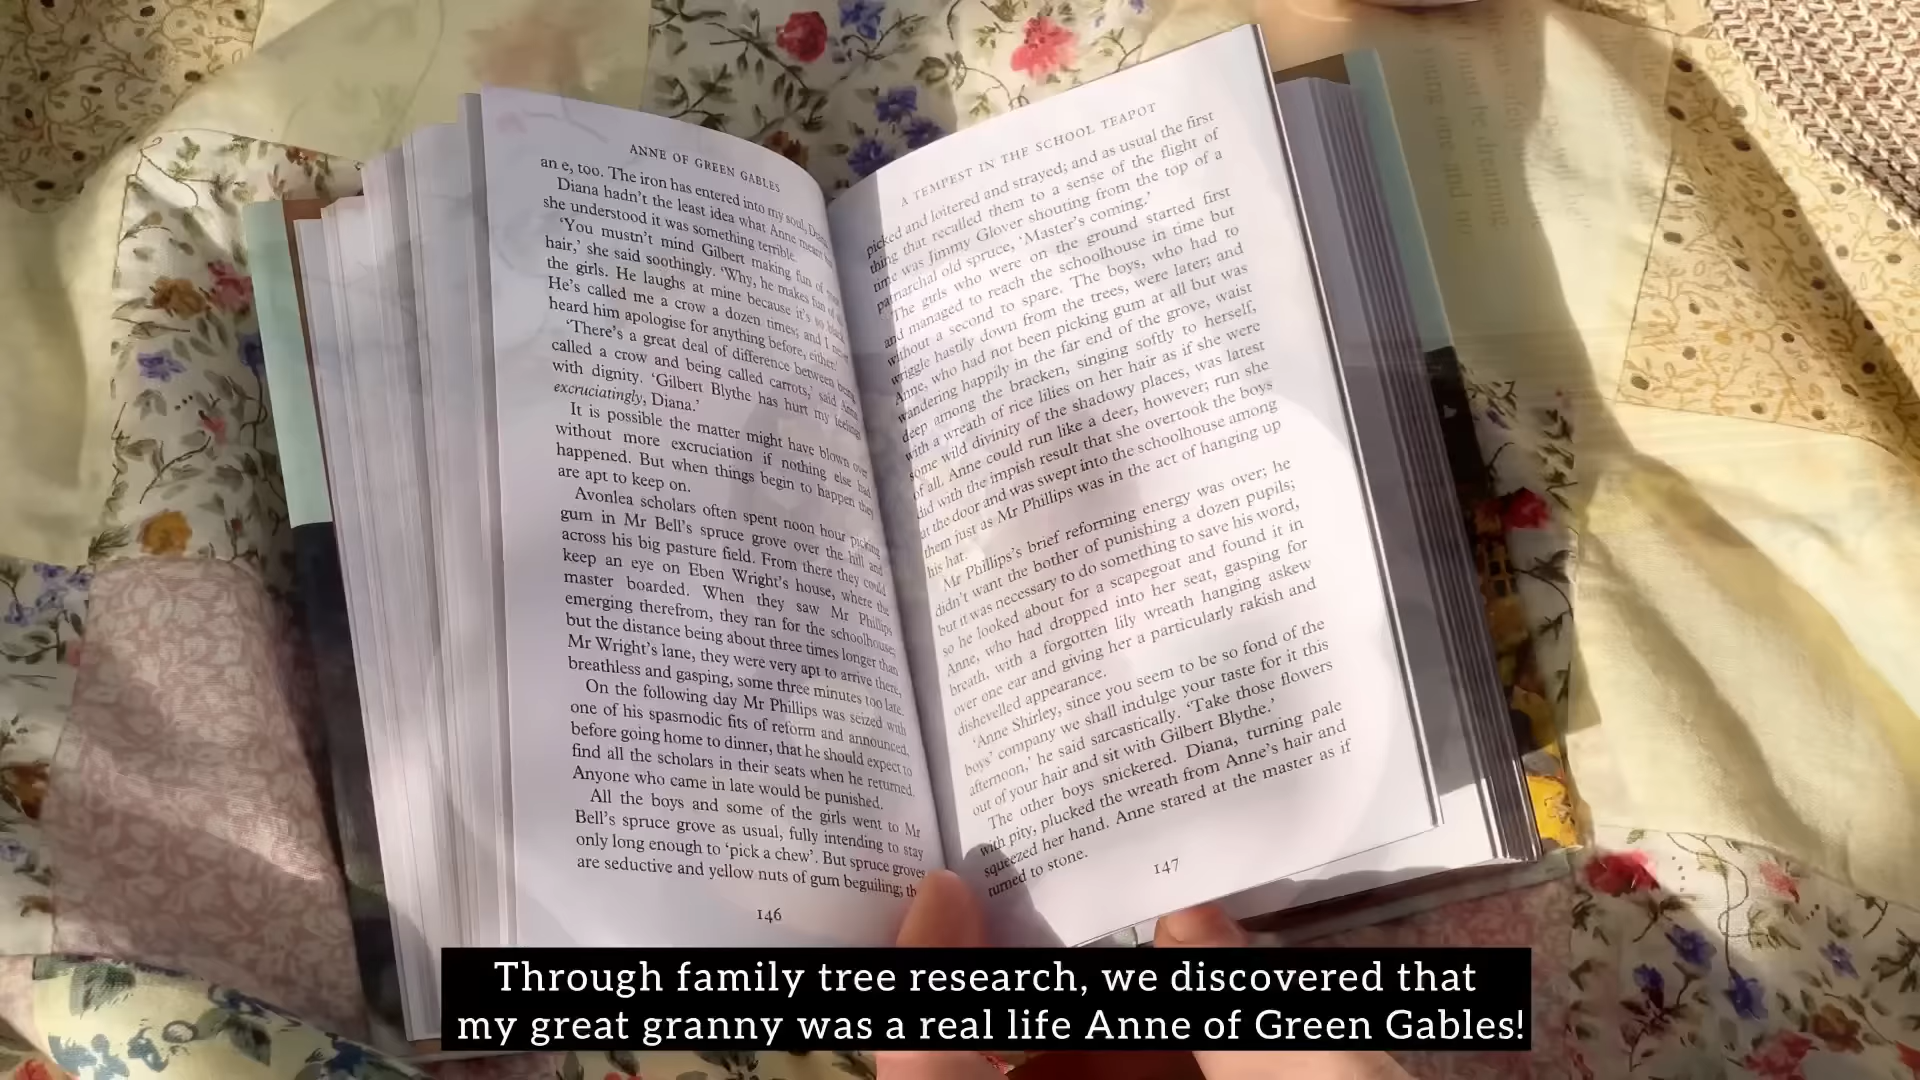 ANNE OF GREEN GABLES
an e, too. The iron has entered into my soul, Diana
Diana hadn't the least idea what Anne meant but
she understood it was something terrible.
'You mustn't mind Gilbert making fun of your
hair,' she said soothingly. 'Why, he makes fun of
the girls. He laughs at mine because it's so black.
He's called me a crow a dozen times; and I never
heard him apologise for anything before, either.'
'There's a great deal of difference between being
called a crow and being called carrots,' said Anne
with dignity. 'Gilbert Blythe has hurt my feelings
excruciatingly, Diana.'
It is possible the matter might have blown over
without more excruciation if nothing else had
happened. But when things begin to happen they
are apt to keep on.
Avonlea scholars often spent noon hour picking
gum in Mr Bell's spruce grove over the hill and
across his big pasture field. From there they could
keep an eye on Eben Wright's house, where the
master boarded. When they saw Mr Phillips
emerging therefrom, they ran for the schoolhouse;
but the distance being about three times longer than
Mr Wright's lane, they were very apt to arrive there,
breathless and gasping, some three minutes too late.
On the following day Mr Phillips was seized with
one of his spasmodic fits of reform and announced,
before going home to dinner, that he should expect to
find all the scholars in their seats when he returned.
Anyone who came in late would be punished.
All the boys and some of the girls went to Mr
Bell's spruce grove as usual, fully intending to stay
only long enough to 'pick a chew'. But spruce groves
are seductive and yellow nuts of gum beguiling; th
146
A TEMPEST IN THE SCHOOL TEAPOT
picked and loitered and strayed; and as usual the first
thing that recalled them to a sense of the flight of
time was Jimmy Glover shouting from the top of a
patriarchal old spruce, 'Master's coming.'
The girls who were on the ground started first
and managed to reach the schoolhouse in time but
without a second to spare. The boys, who had to
wriggle hastily down from the trees, were later; and
Anne, who had not been picking gum at all but was
wandering happily in the far end of the grove, waist
deep among the bracken, singing softly to herself,
with a wreath of rice lilies on her hair as if she were
some wild divinity of the shadowy places, was latest
of all. Anne could run like a deer, however; run she
did with the impish result that she overtook the boys
at the door and was swept into the schoolhouse among
them just as Mr Phillips was in the act of hanging up
his hat.
Mr Phillips's brief reforming energy was over; he
didn't want the bother of punishing a dozen pupils;
but it was necessary to do something to save his word,
so he looked about for a scapegoat and found it in
Anne, who had dropped into her seat, gasping for
breath, with a forgotten lily wreath hanging askew
over one ear and giving her a particularly rakish and
dishevelled appearance.
'Anne Shirley, since you seem to be so fond of the
boys' company we shall indulge your taste for it this
afternoon,' he said sarcastically. 'Take those flowers
out of your hair and sit with Gilbert Blythe.'
The other boys snickered. Diana, turning pale
with pity, plucked the wreath from Anne's hair and
squeezed her hand. Anne stared at the master as if
turned to stone.
147
Through family tree research, we discovered that
my great granny was a real life Anne of Green Gables!